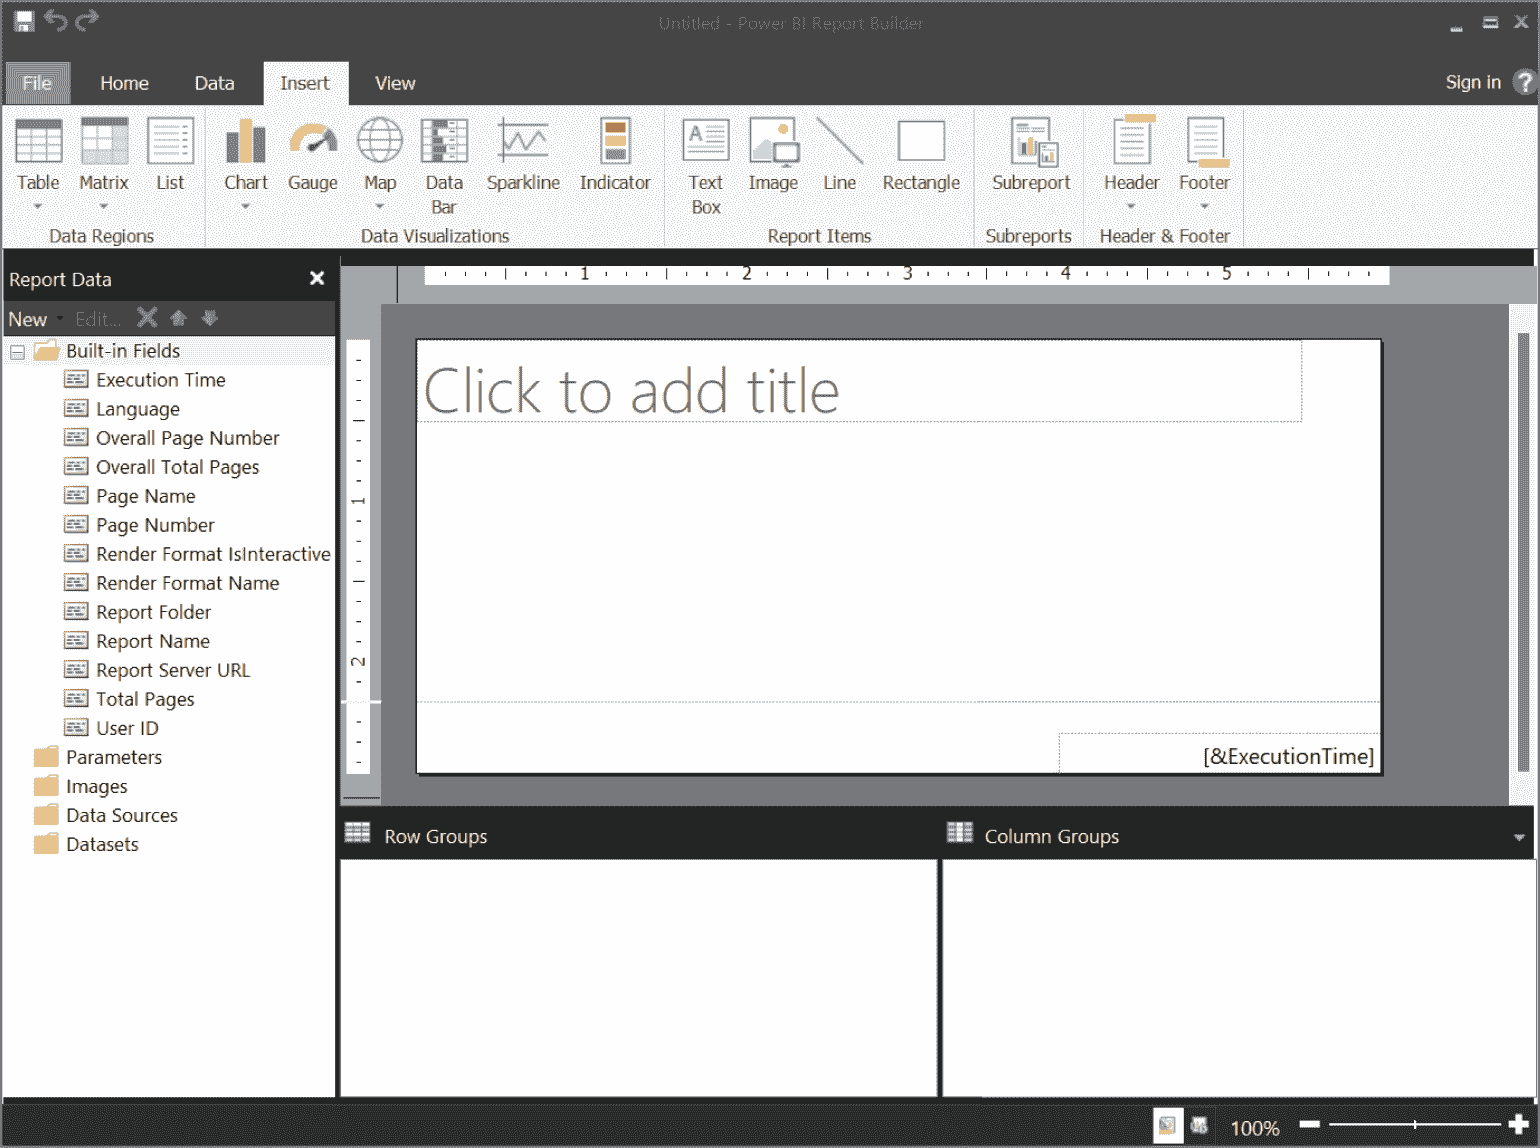 Untitled - Power BI Report Builder
File Home Data Insert View Sign in ?
Table Matrix List Chart Gauge Map Data Bar Sparkline Indicator Text Box Image Line Rectangle Subreport Header Footer
Data Regions Data Visualizations Report Items Subreports Header & Footer
Report Data
New Edit...
Built-in Fields
Execution Time
Language
Overall Page Number
Overall Total Pages
Page Name
Page Number
Render Format IsInteractive
Render Format Name
Report Folder
Report Name
Report Server URL
Total Pages
User ID
Parameters
Images
Data Sources
Datasets
1 2 3 4 5
1
2
Click to add title
[&ExecutionTime]
Row Groups Column Groups
100%